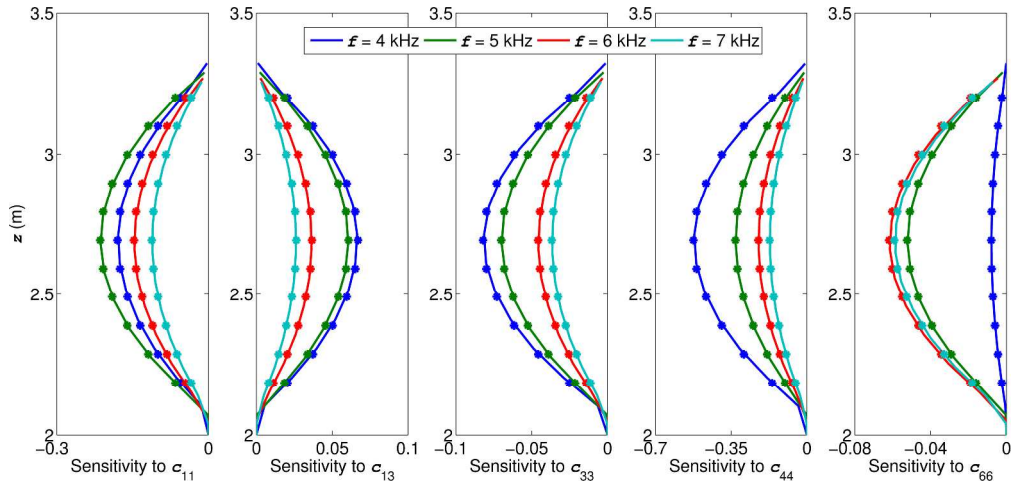 f = 4 kHz f = 5 kHz f = 6 kHz f = 7 kHz
z (m)
3.5 3.5 3.5 3.5 3.5
3 3 3 3 3
2.5 2.5 2.5 2.5 2.5
2 2 2 2 2
−0.3 0 0 0.05 0.1 −0.1 −0.05 0 −0.7 −0.35 0 −0.08 −0.04 0
Sensitivity to c11 Sensitivity to c13 Sensitivity to c33 Sensitivity to c44 Sensitivity to c66